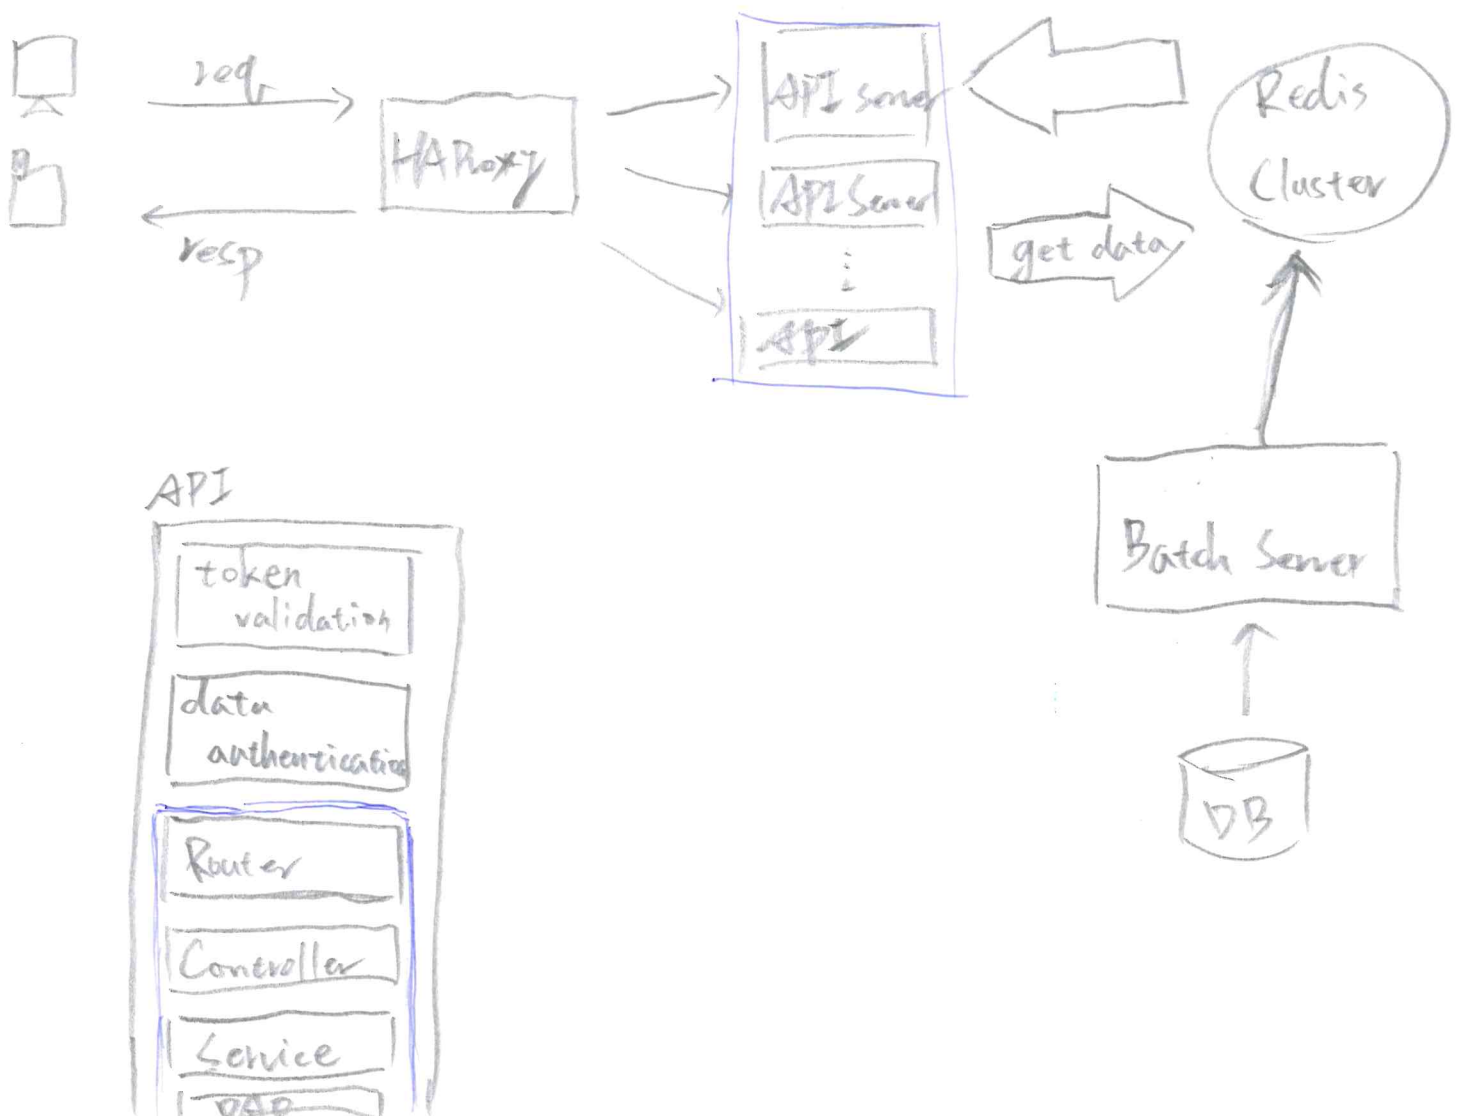 req
HAProxy
resp
API Server
API Server
API
get data
Redis
Cluster
Batch Server
DB
API
token
validation
data
authentication
Router
Controller
Service
DAO